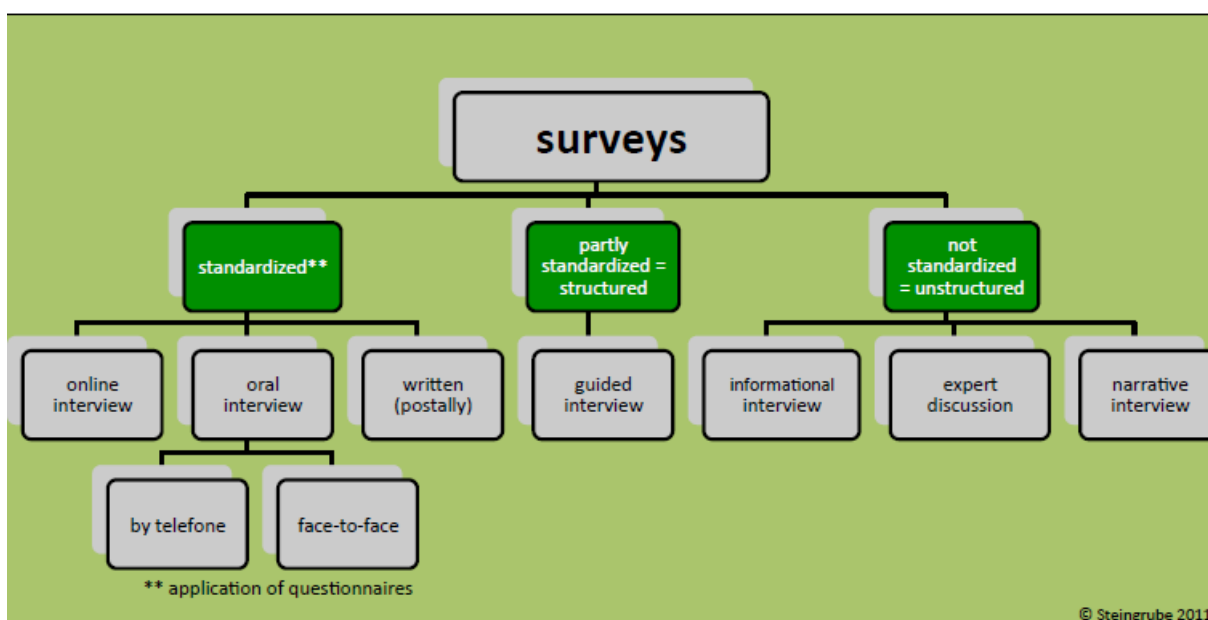 surveys
standardized**
partly
standardized =
structured
not
standardized
= unstructured
online
interview
oral
interview
written
(postally)
guided
interview
informational
interview
expert
discussion
narrative
interview
by telefone
face-to-face
** application of questionnaires
© Steingrube 2011